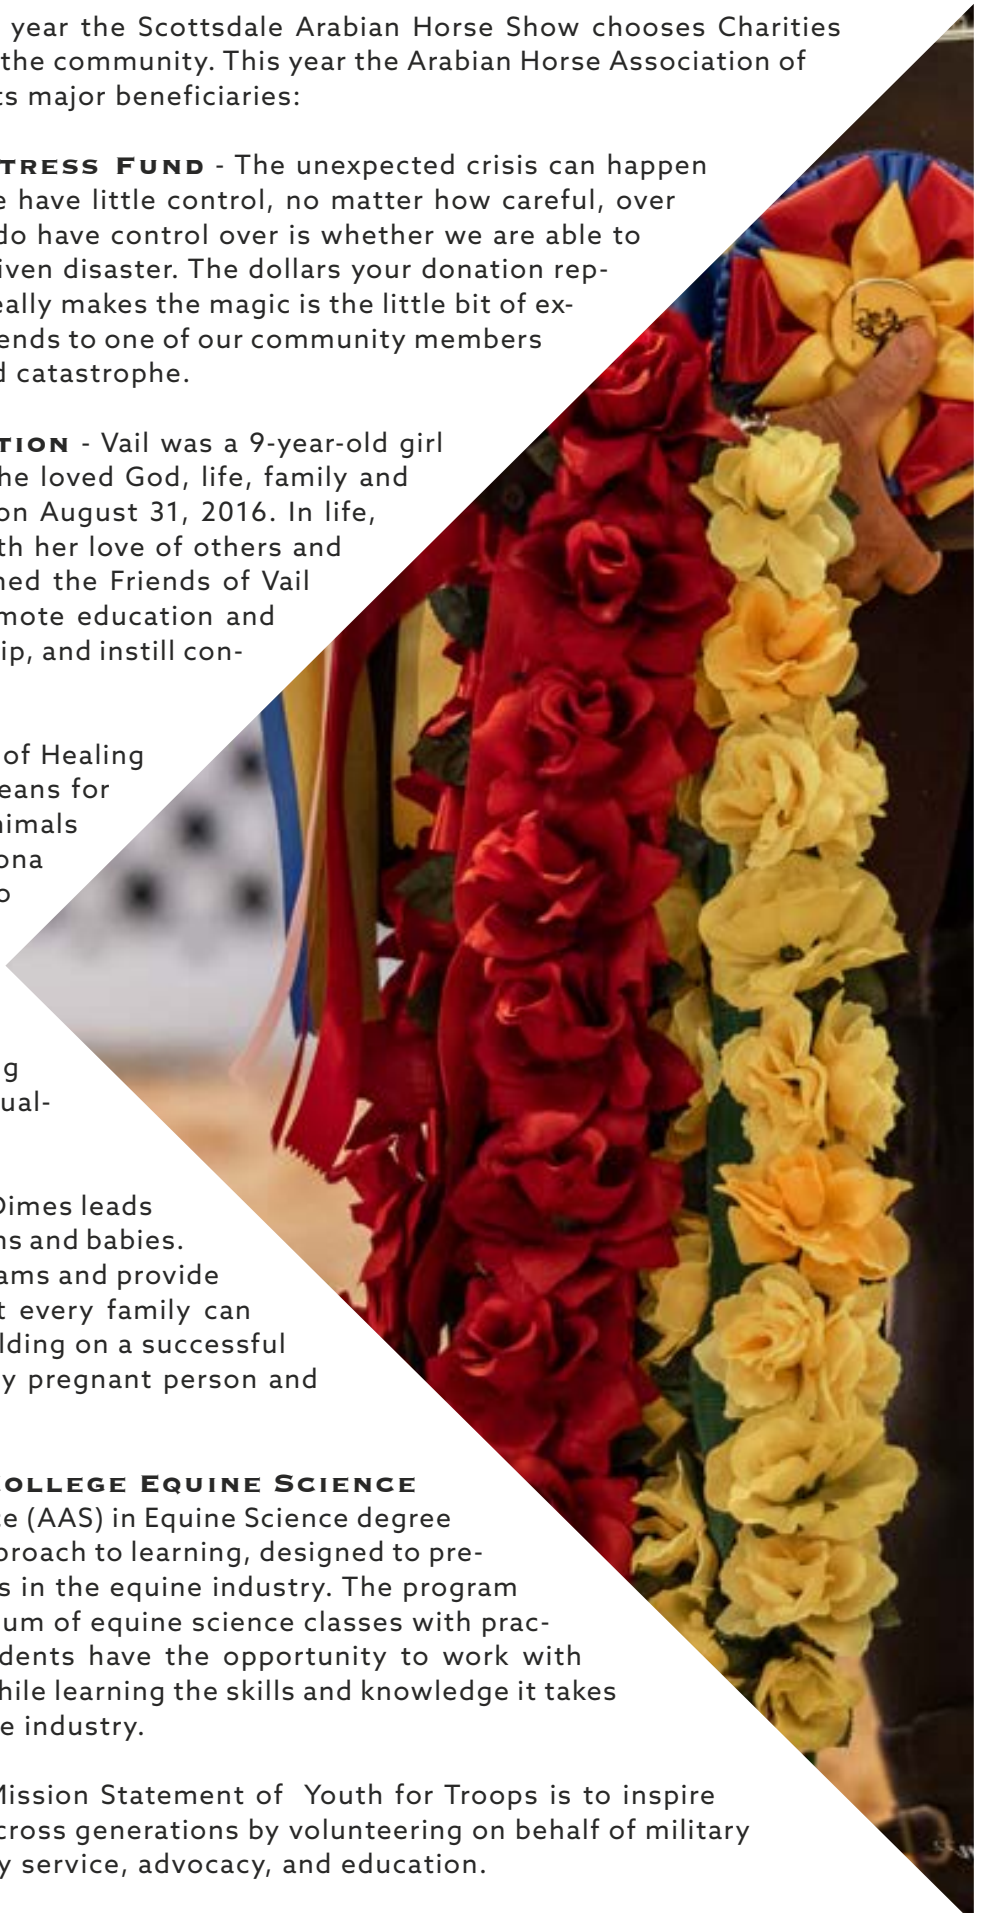 year the Scottsdale Arabian Horse Show chooses Charities
the community. This year the Arabian Horse Association of
ts major beneficiaries:
TRESS FUND - The unexpected crisis can happen
e have little control, no matter how careful, over
do have control over is whether we are able to
iven disaster. The dollars your donation rep-
eally makes the magic is the little bit of ex-
ends to one of our community members
d catastrophe.
TION - Vail was a 9-year-old girl
he loved God, life, family and
on August 31, 2016. In life,
th her love of others and
ned the Friends of Vail
mote education and
ip, and instill con-
of Healing
eans for
nimals
ona
o
g
ual-
Dimes leads
ns and babies.
ams and provide
t every family can
lding on a successful
y pregnant person and
OLLEGE EQUINE SCIENCE
ce (AAS) in Equine Science degree
proach to learning, designed to pre-
s in the equine industry. The program
um of equine science classes with prac-
dents have the opportunity to work with
hile learning the skills and knowledge it takes
e industry.
Mission Statement of Youth for Troops is to inspire
cross generations by volunteering on behalf of military
y service, advocacy, and education.